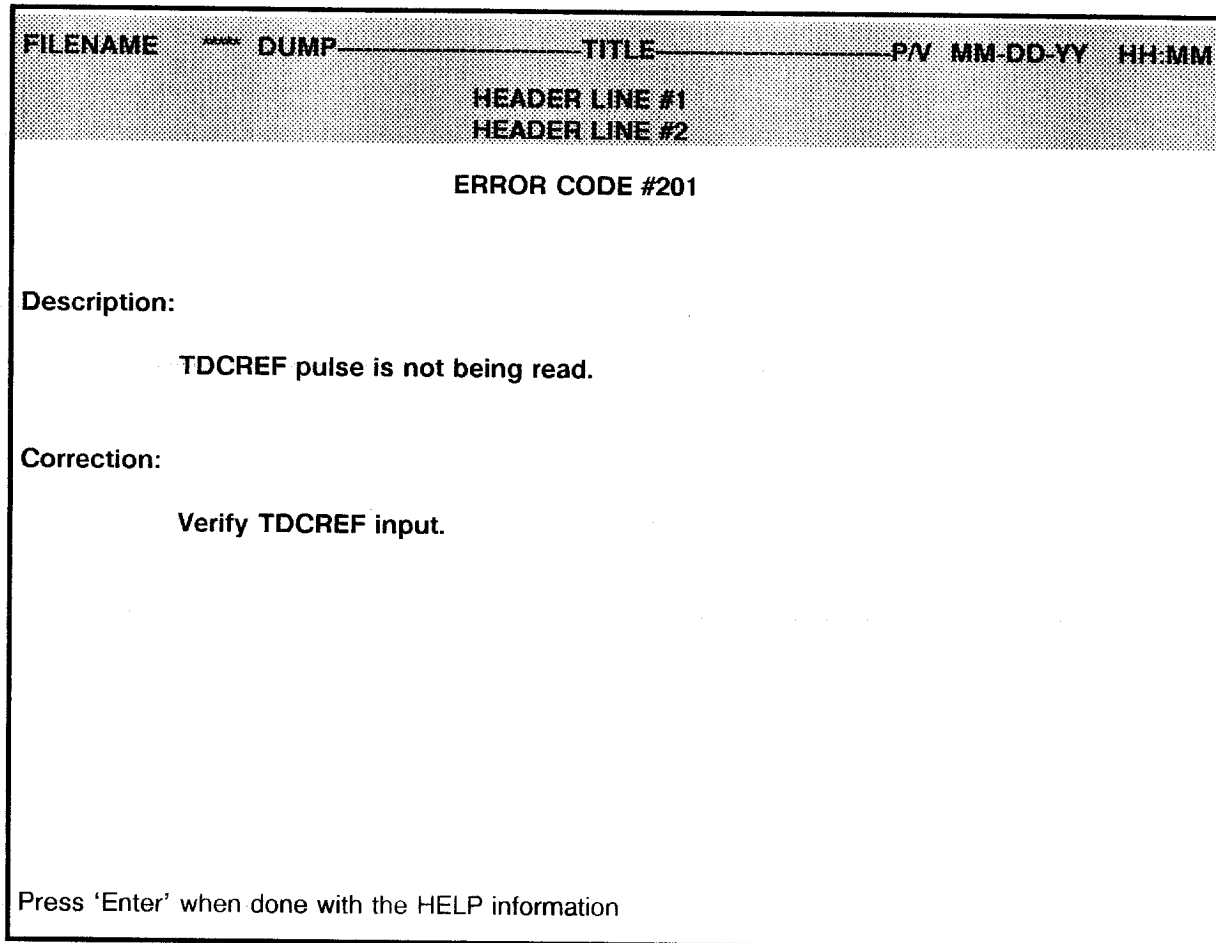 FILENAME **** DUMP------------------------TITLE------------------------P/V MM-DD-YY HH:MM
HEADER LINE #1
HEADER LINE #2
ERROR CODE #201
Description:
TDCREF pulse is not being read.
Correction:
Verify TDCREF input.
Press ‘Enter’ when done with the HELP information